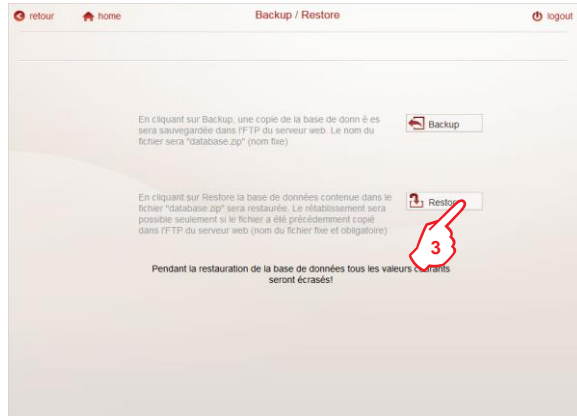 retour home Backup / Restore logout
En cliquant sur Backup, une copie de la base de donn é es
sera sauvegardée dans l'FTP du serveur web. Le nom du
fichier sera "database.zip" (nom fixe)
Backup
En cliquant sur Restore la base de données contenue dans le
fichier "database.zip" sera restaurée. Le rétablissement sera
possible seulement si le fichier a été précédemment copié
dans l'FTP du serveur web (nom du fichier fixe et obligatoire)
Restore
3
Pendant la restauration de la base de données tous les valeurs courants
seront écrasés!